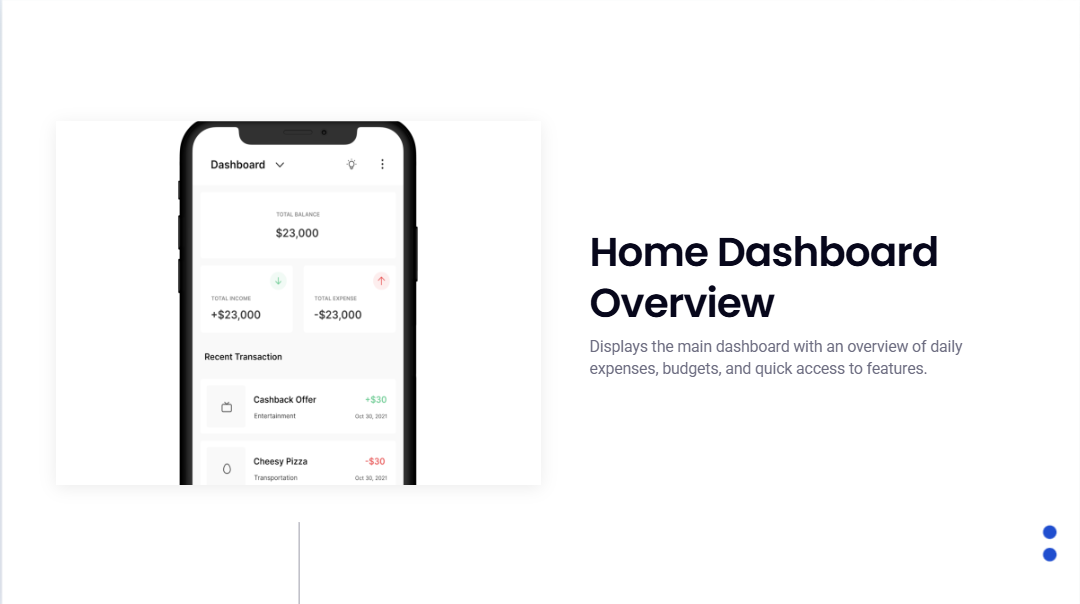 Dashboard
TOTAL BALANCE
$23,000
TOTAL INCOME
+$23,000
TOTAL EXPENSE
-$23,000
Recent Transaction
Cashback Offer
+$30
Entertainment
Oct 30, 2021
Cheesy Pizza
-$30
Transportation
Oct 30, 2021
Home Dashboard
Overview
Displays the main dashboard with an overview of daily
expenses, budgets, and quick access to features.